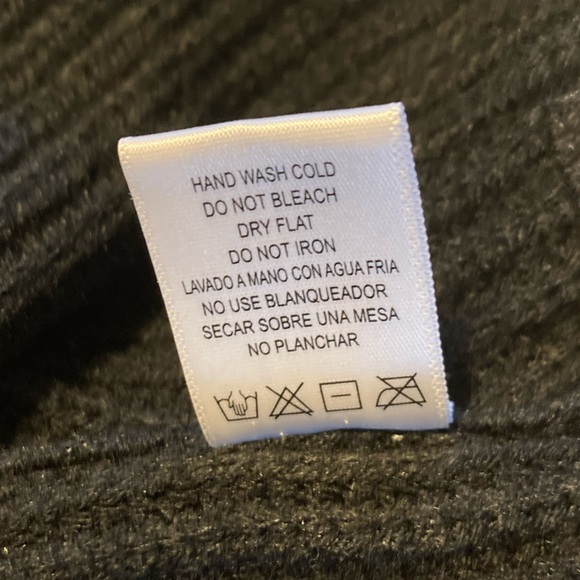 HAND WASH COLD
DO NOT BLEACH
DRY FLAT
DO NOT IRON
LAVADO A MANO CON AGUA FRIA
NO USE BLANQUEADOR
SECAR SOBRE UNA MESA
NO PLANCHAR